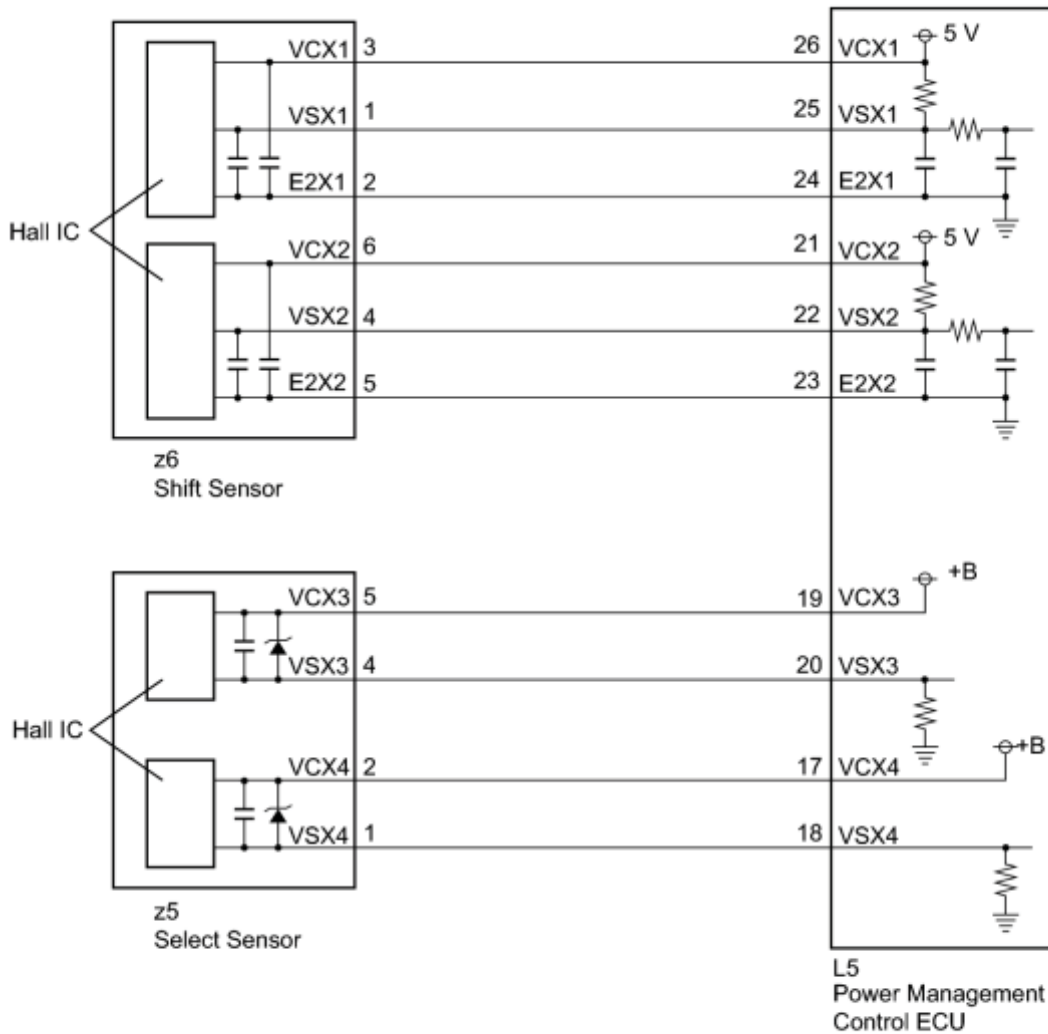 VCX1 3 26 VCX1 5 V
VSX1 1 25 VSX1
E2X1 2 24 E2X1
Hall IC
VCX2 6 21 VCX2 5 V
VSX2 4 22 VSX2
E2X2 5 23 E2X2
z6
Shift Sensor
VCX3 5 19 VCX3 +B
VSX3 4 20 VSX3
Hall IC
VCX4 2 17 VCX4 +B
VSX4 1 18 VSX4
z5
Select Sensor
L5
Power Management
Control ECU